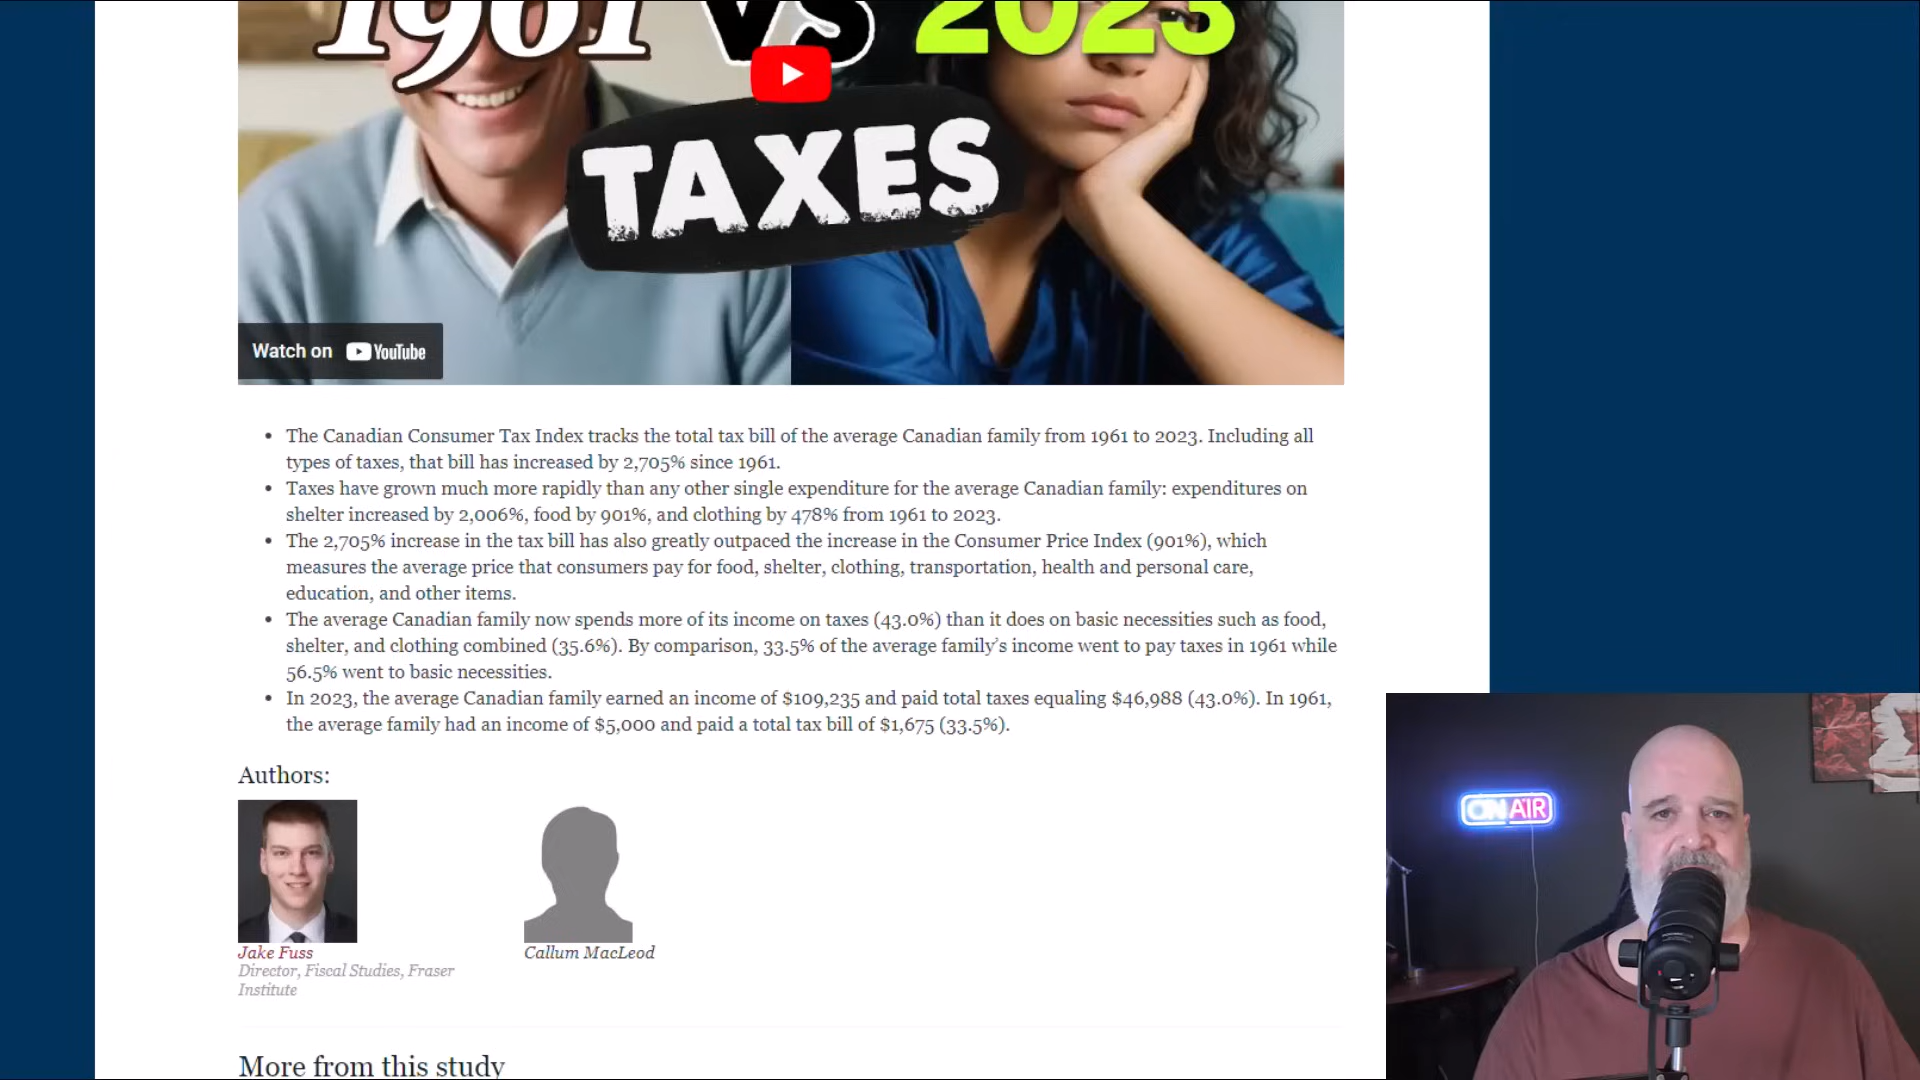 1961 VS 2023
TAXES
Watch on YouTube
• The Canadian Consumer Tax Index tracks the total tax bill of the average Canadian family from 1961 to 2023. Including all
types of taxes, that bill has increased by 2,705% since 1961.
• Taxes have grown much more rapidly than any other single expenditure for the average Canadian family: expenditures on
shelter increased by 2,006%, food by 901%, and clothing by 478% from 1961 to 2023.
• The 2,705% increase in the tax bill has also greatly outpaced the increase in the Consumer Price Index (901%), which
measures the average price that consumers pay for food, shelter, clothing, transportation, health and personal care,
education, and other items.
• The average Canadian family now spends more of its income on taxes (43.0%) than it does on basic necessities such as food,
shelter, and clothing combined (35.6%). By comparison, 33.5% of the average family’s income went to pay taxes in 1961 while
56.5% went to basic necessities.
• In 2023, the average Canadian family earned an income of $109,235 and paid total taxes equaling $46,988 (43.0%). In 1961,
the average family had an income of $5,000 and paid a total tax bill of $1,675 (33.5%).
Authors:
Jake Fuss
Director, Fiscal Studies, Fraser
Institute
Callum MacLeod
ON AIR
More from this study